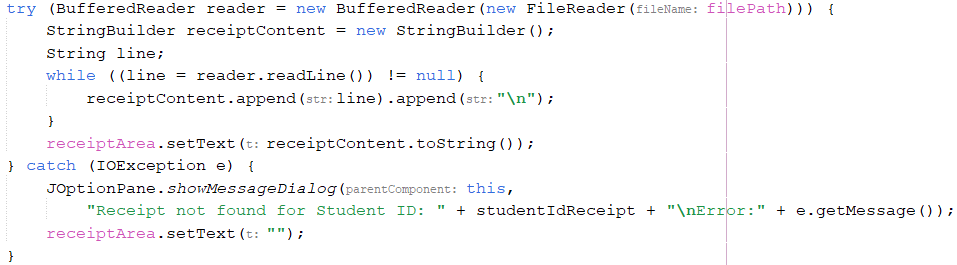 try (BufferedReader reader = new BufferedReader(new FileReader(fileName: filePath))) {
StringBuilder receiptContent = new StringBuilder();
String line;
while ((line = reader.readLine()) != null) {
receiptContent.append(str: line).append(str: "\n");
}
receiptArea.setText(t: receiptContent.toString());
} catch (IOException e) {
JOptionPane.showMessageDialog(parentComponent: this,
"Receipt not found for Student ID: " + studentIdReceipt + "\nError:" + e.getMessage());
receiptArea.setText(t: "");
}